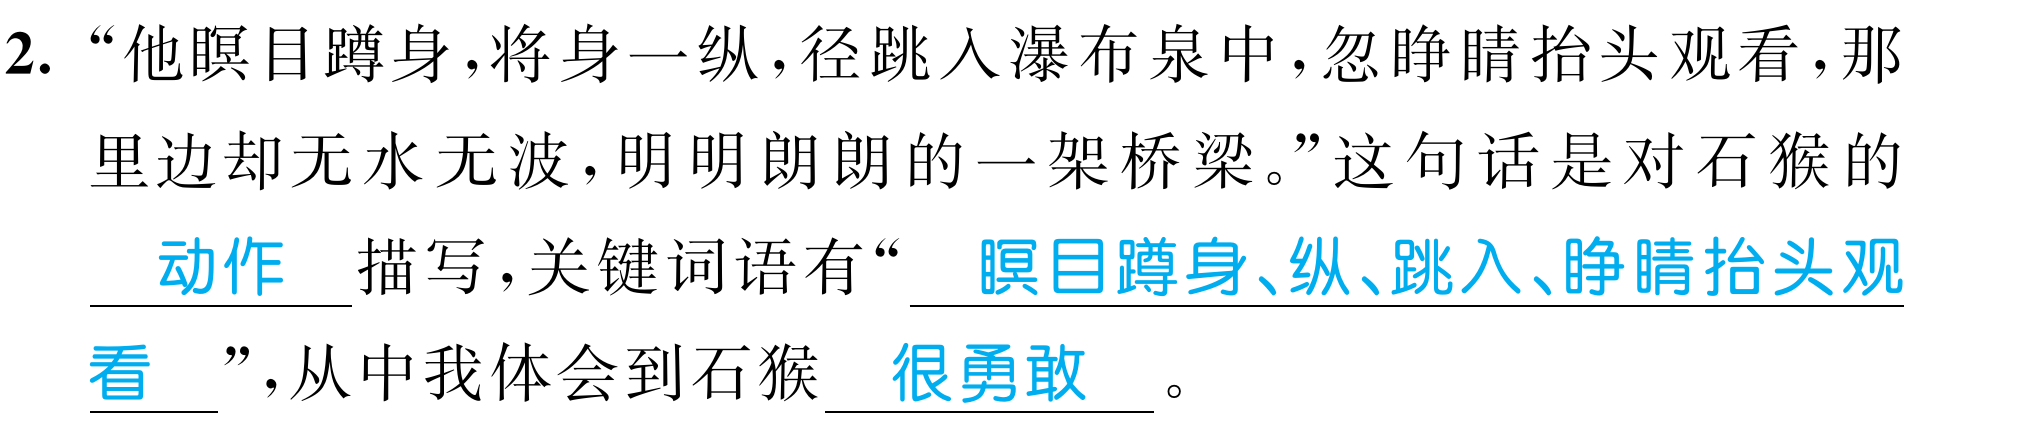 2. “他瞑目蹲身,将身一纵,径跳入瀑布泉中,忽睁睛抬头观看,那
里边却无水无波,明明朗朗的一架桥梁。”这句话是对石猴的
动作描写,关键词语有“瞑目蹲身、纵、跳入、睁睛抬头观
看”,从中我体会到石猴很勇敢。